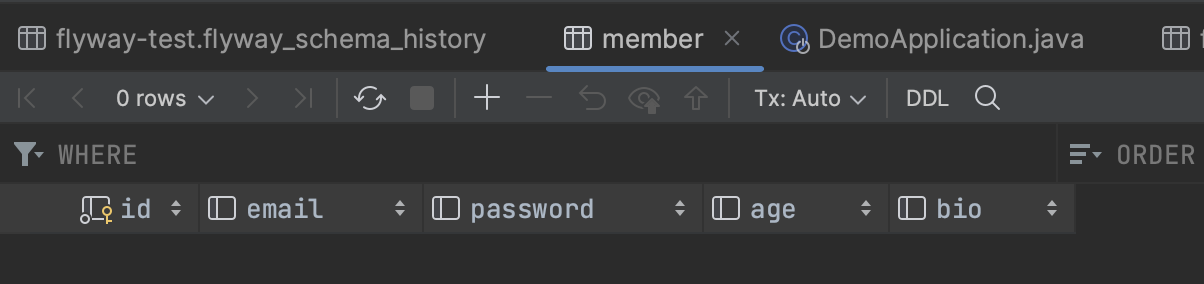 flyway-test.flyway_schema_history member DemoApplication.java
0 rows Tx: Auto DDL
WHERE ORDER
id email password age bio